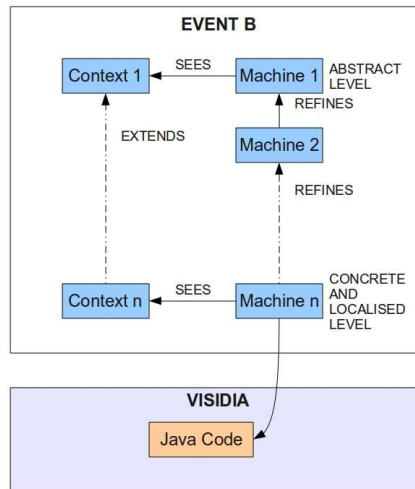 EVENT B
Context 1
SEES
Machine 1
ABSTRACT
LEVEL
REFINES
EXTENDS
Machine 2
REFINES
Context n
SEES
Machine n
CONCRETE
AND
LOCALISED
LEVEL
VISIDIA
Java Code